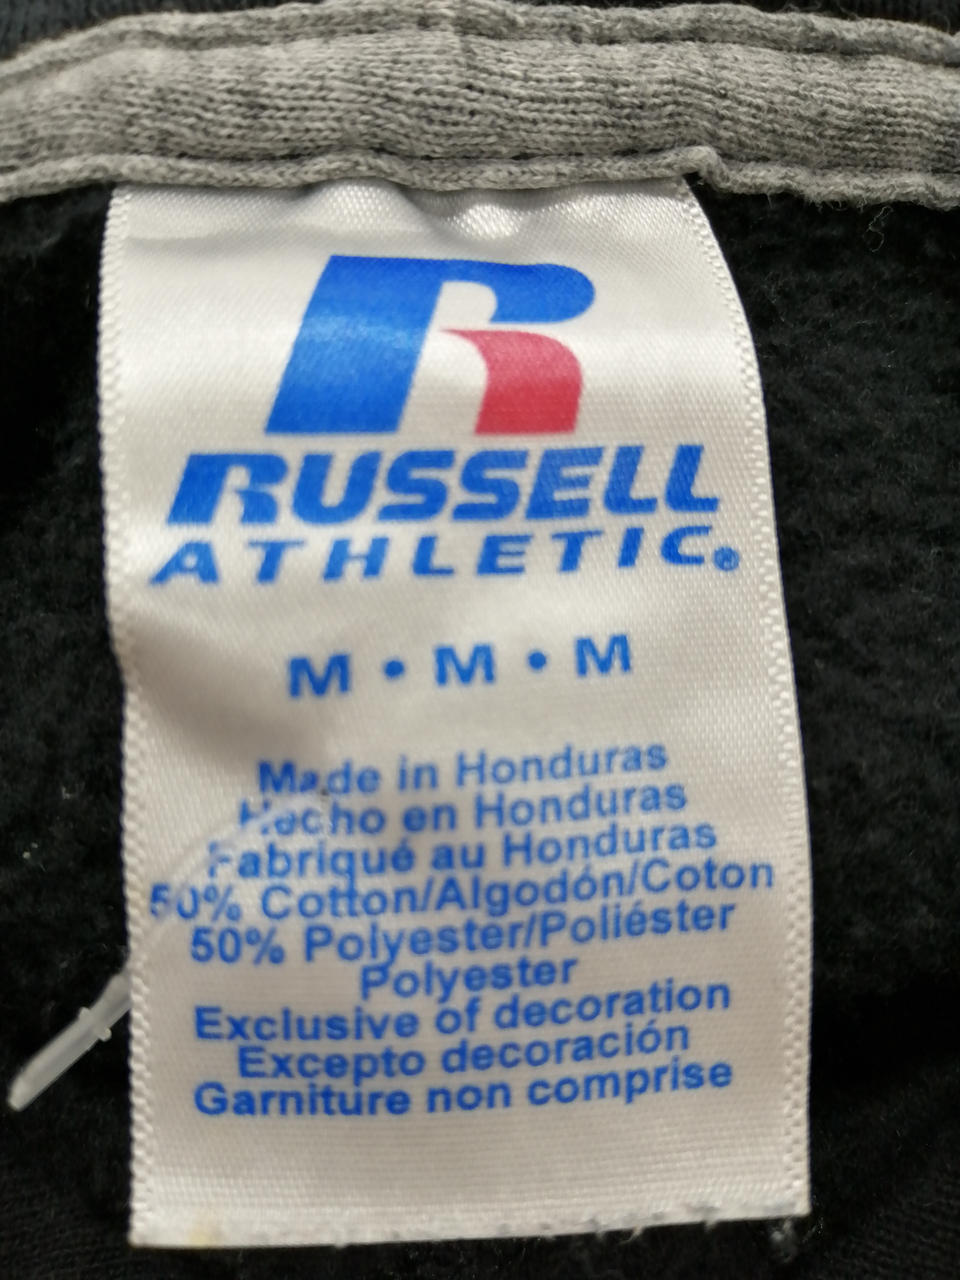 R
RUSSELL
ATHLETIC®
M • M • M
Made in Honduras
Hecho en Honduras
Fabriqué au Honduras
50% Cotton/Algodón/Coton
50% Polyester/Poliéster
Polyester
Exclusive of decoration
Excepto decoración
Garniture non comprise